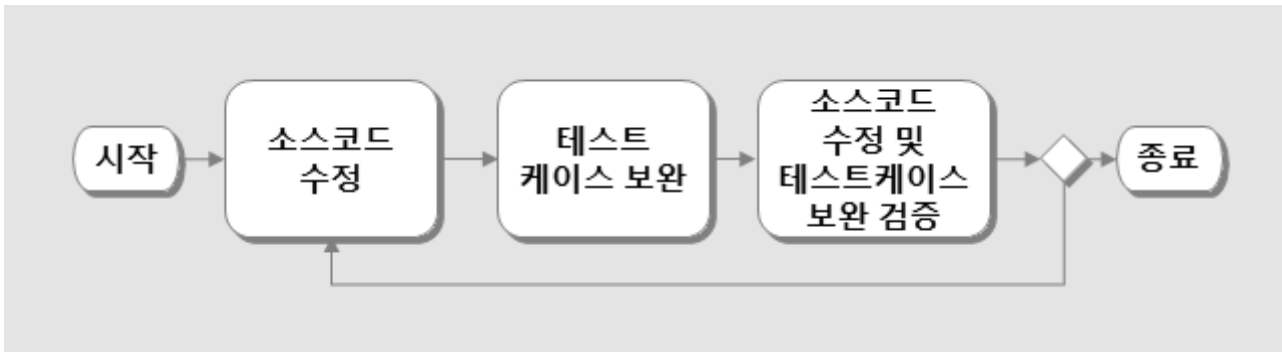 시작
소스코드
수정
테스트
케이스 보완
소스코드
수정 및
테스트케이스
보완 검증
종료